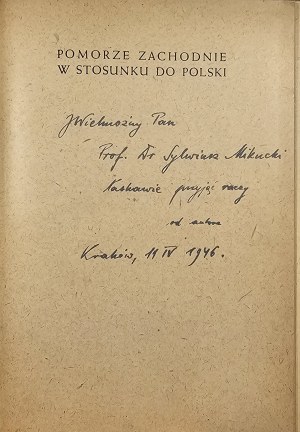 POMORZE ZACHODNIE
W STOSUNKU DO POLSKI
JWielmożny Pan
Prof. Dr Sylwiusz Mikucki
łaskawie przyjąć raczy
od autora
Kraków, 11 IV 1946.